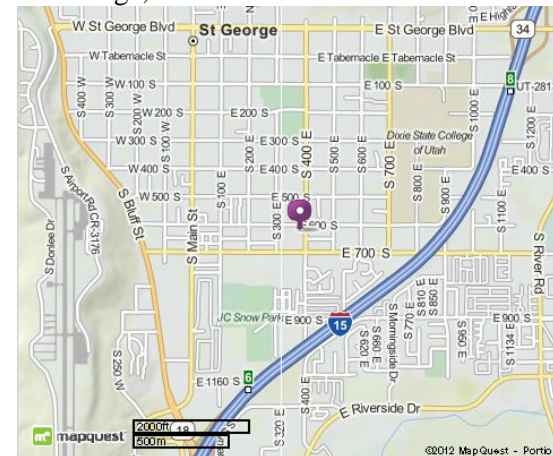 W St George Blvd
St George
E St George Blvd
E High
34
W Tabernacle St
E Tabernacle
E Tabernacle St
8
UT-281
W 100 S
E 100 S
S 400 W
S 300 W
S 200 W
W 200 S
E 200 S
S 1000 E
S 1200 E
Dixie State College
of Utah
W 300 S
E 300 S
S 400 E
S 500 E
S 600 E
S 700 E
W 400 S
E 400 S
E 400 S
S Airport Rd CR-3176
S Bluff St
W 500 S
S 100 E
S 200 E
E 500 S
S 800 E
S 900 E
S 1100 E
S Donlee Dr
S Main St
S 300 E
E 600 S
E 700 S
S River Rd
JC Snow Park
E 900 S
15
S 620 E
S 660 E
S Morningside Dr
S 770 E
S 810 E
S 850 E
E 900 S
S 950 E
S 1134 E
S 250 W
E 1160 S
6
S 320 E
S 400 E
E Riverside Dr
2000ft
18
500m
mapquest
©2012 MapQuest - Portio